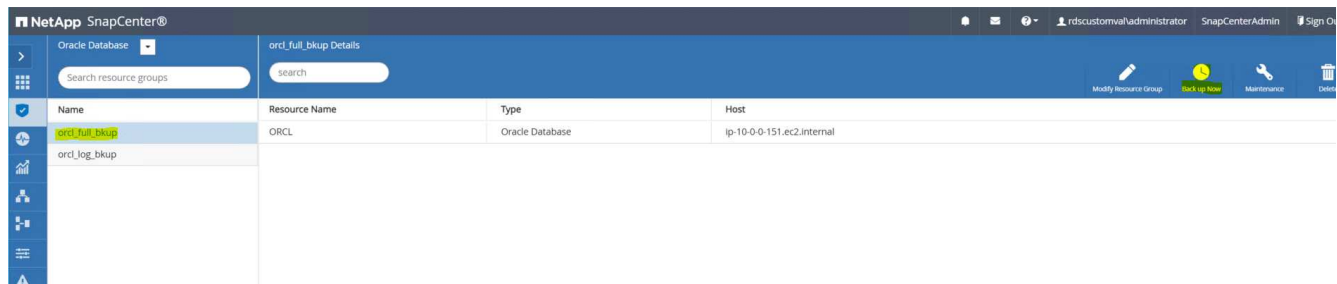 NetApp SnapCenter®
rdscustomval\administrator SnapCenterAdmin Sign Ou
Oracle Database
Search resource groups
orcl_full_bkup Details
search
Modify Resource Group Back up Now Maintenance Delete
Name
orcl_full_bkup
orcl_log_bkup
Resource Name Type Host
ORCL Oracle Database ip-10-0-0-151.ec2.internal